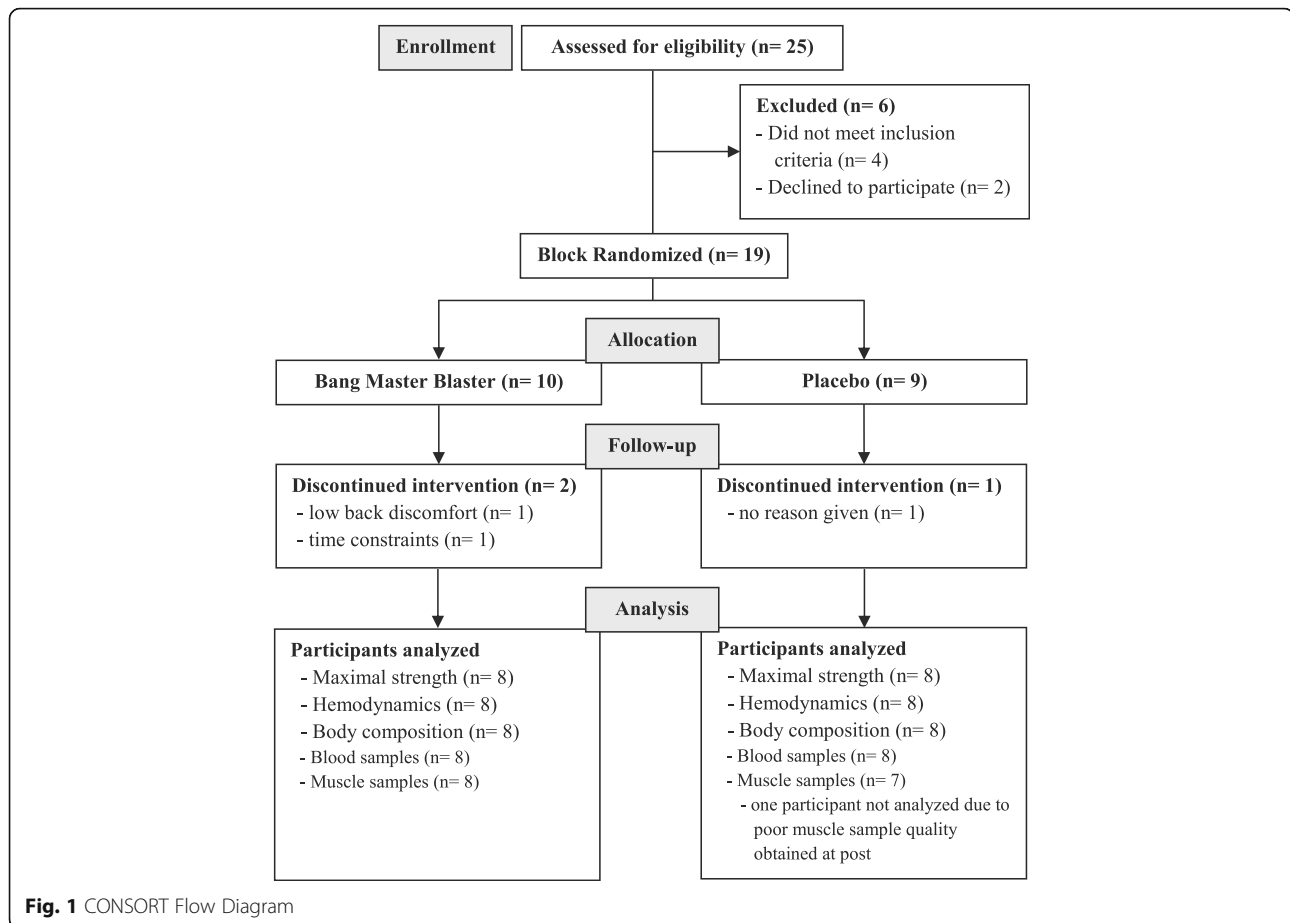 Enrollment
Assessed for eligibility (n= 25)
Excluded (n= 6)
- Did not meet inclusion
criteria (n= 4)
- Declined to participate (n= 2)
Block Randomized (n= 19)
Allocation
Bang Master Blaster (n= 10)
Placebo (n= 9)
Follow-up
Discontinued intervention (n= 2)
- low back discomfort (n= 1)
- time constraints (n= 1)
Discontinued intervention (n= 1)
- no reason given (n= 1)
Analysis
Participants analyzed
- Maximal strength (n= 8)
- Hemodynamics (n= 8)
- Body composition (n= 8)
- Blood samples (n= 8)
- Muscle samples (n= 8)
Participants analyzed
- Maximal strength (n= 8)
- Hemodynamics (n= 8)
- Body composition (n= 8)
- Blood samples (n= 8)
- Muscle samples (n= 7)
- one participant not analyzed due to
poor muscle sample quality
obtained at post
Fig. 1 CONSORT Flow Diagram